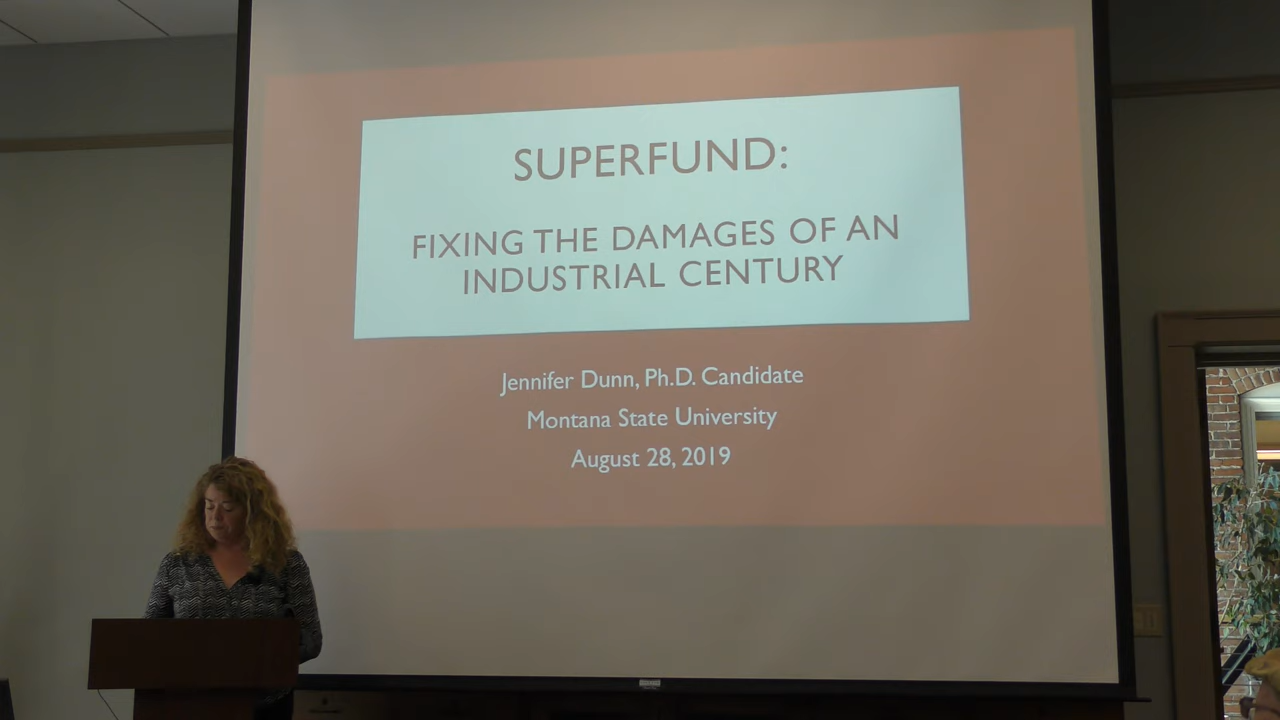 SUPERFUND:
FIXING THE DAMAGES OF AN
INDUSTRIAL CENTURY
Jennifer Dunn, Ph.D. Candidate
Montana State University
August 28, 2019